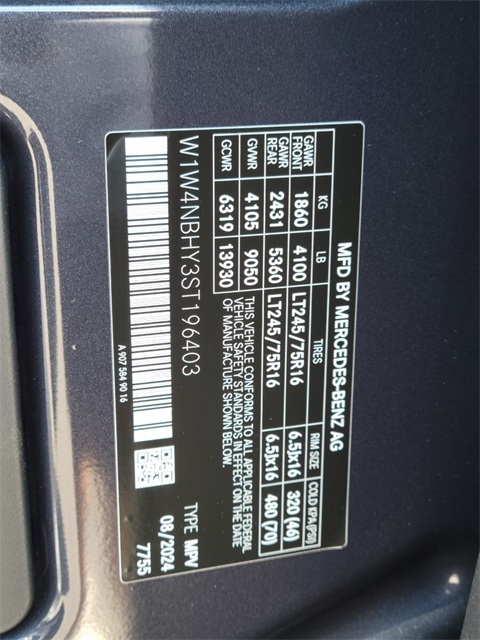 MFD BY MERCEDES-BENZ AG
KG LB TIRES RIM SIZE COLD KPA(PSI)
GAWR FRONT 1860 4100 LT245/75R16 6.5Jx16 320 (46)
GAWR REAR 2431 5360 LT245/75R16 6.5Jx16 480 (70)
GVWR 4105 9050 THIS VEHICLE CONFORMS TO ALL APPLICABLE FEDERAL
VEHICLE SAFETY STANDARDS IN EFFECT ON THE DATE
GCWR 6319 13930 OF MANUFACTURE SHOWN BELOW.
W1W4NBHY3ST196403
TYPE MPV
08/2024
7755
A 907 584 90 16